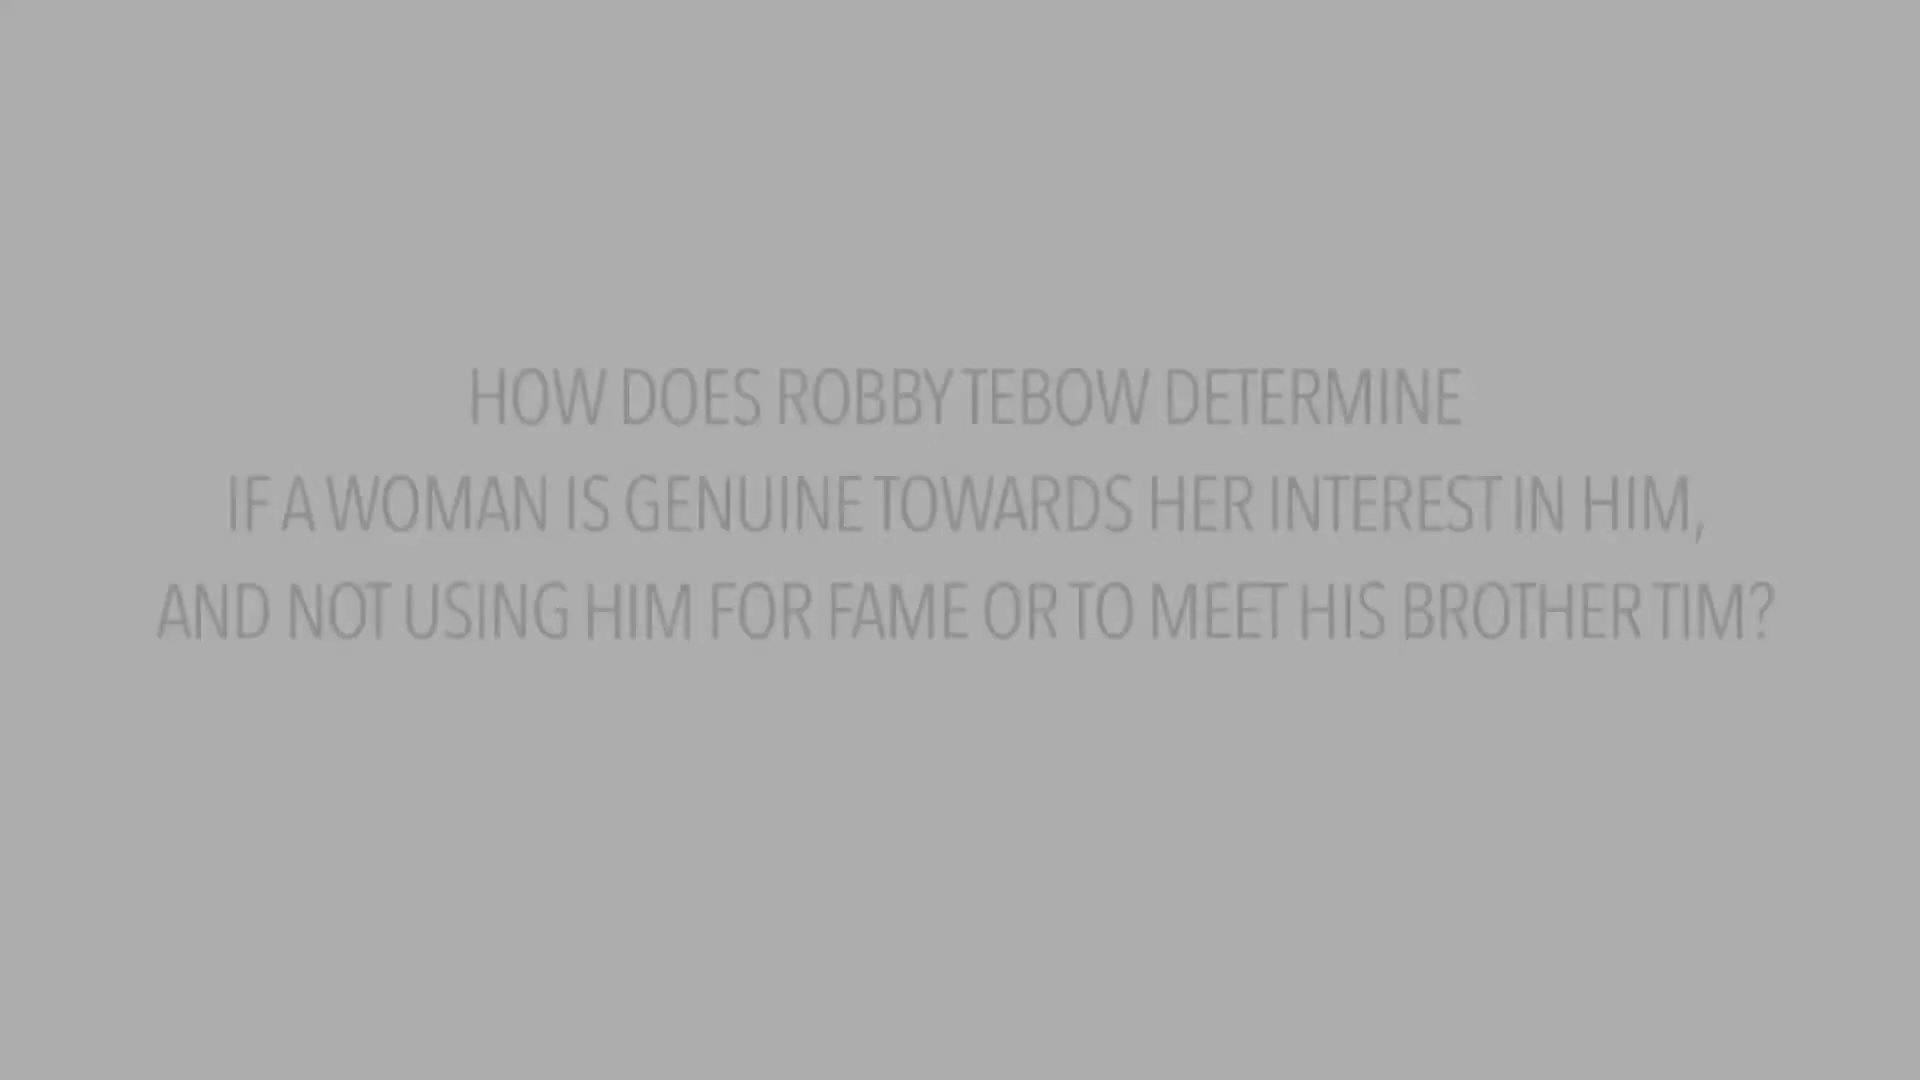 HOW DOES ROBBY TEBOW DETERMINE
IF A WOMAN IS GENUINE TOWARDS HER INTEREST IN HIM,
AND NOT USING HIM FOR FAME OR TO MEET HIS BROTHER TIM?